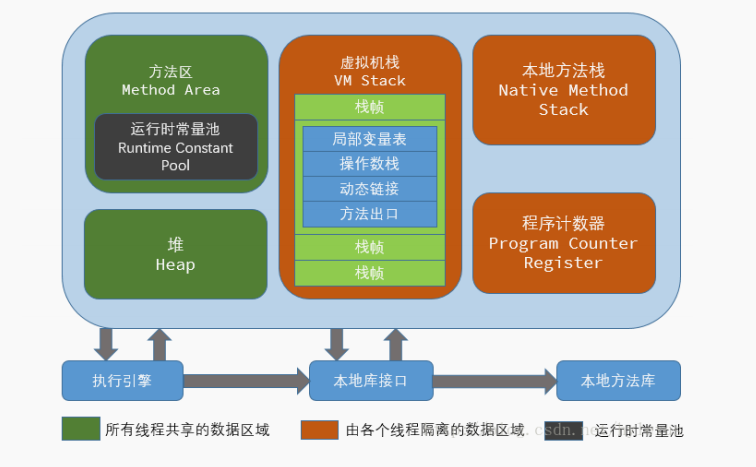 方法区
Method Area
运行时常量池
Runtime Constant
Pool
堆
Heap
虚拟机栈
VM Stack
栈帧
局部变量表
操作数栈
动态链接
方法出口
栈帧
栈帧
本地方法栈
Native Method
Stack
程序计数器
Program Counter
Register
执行引擎
本地库接口
本地方法库
所有线程共享的数据区域
由各个线程隔离的数据区域
运行时常量池